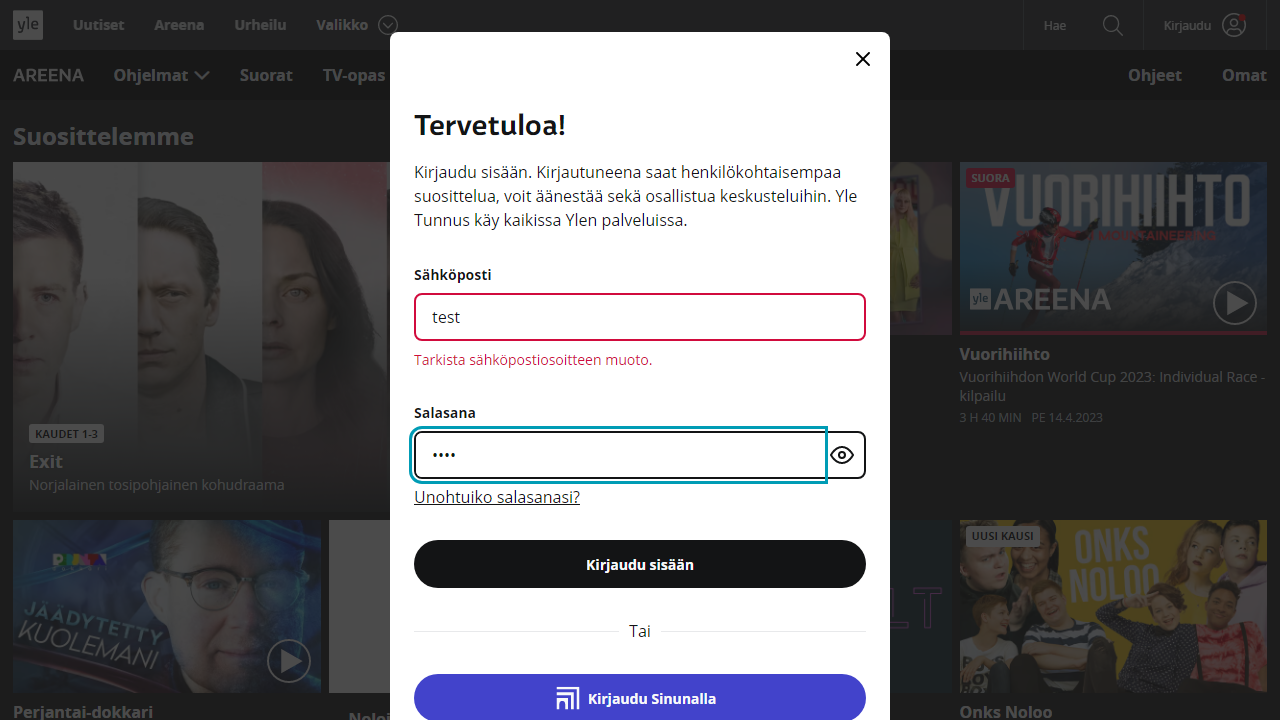 yle Uutiset Areena Urheilu Valikko Hae Kirjaudu
AREENA Ohjelmat Suorat TV-opas Ohjeet Omat
Suosittelemme
Tervetuloa!
Kirjaudu sisään. Kirjautuneena saat henkilökohtaisempaa
suosittelua, voit äänestää sekä osallistua keskusteluihin. Yle
Tunnus käy kaikissa Ylen palveluissa.
Sähköposti
test
Tarkista sähköpostiosoitteen muoto.
Salasana
••••
Unohtuiko salasanasi?
Kirjaudu sisään
Tai
Kirjaudu Sinunalla
KAUDET 1-3
Exit
Norjalainen tosipohjainen kohudraama
SUORA
VUORIHIIHTO
MOUNTAINEERING
yle AREENA
Vuorihiihto
Vuorihiihdon World Cup 2023: Individual Race -
kilpailu
3 H 40 MIN PE 14.4.2023
JÄÄDYTETTY
KUOLEMANI
Perjantai-dokkari
UUSI KAUSI
ONKS
NOLOO
Onks Noloo